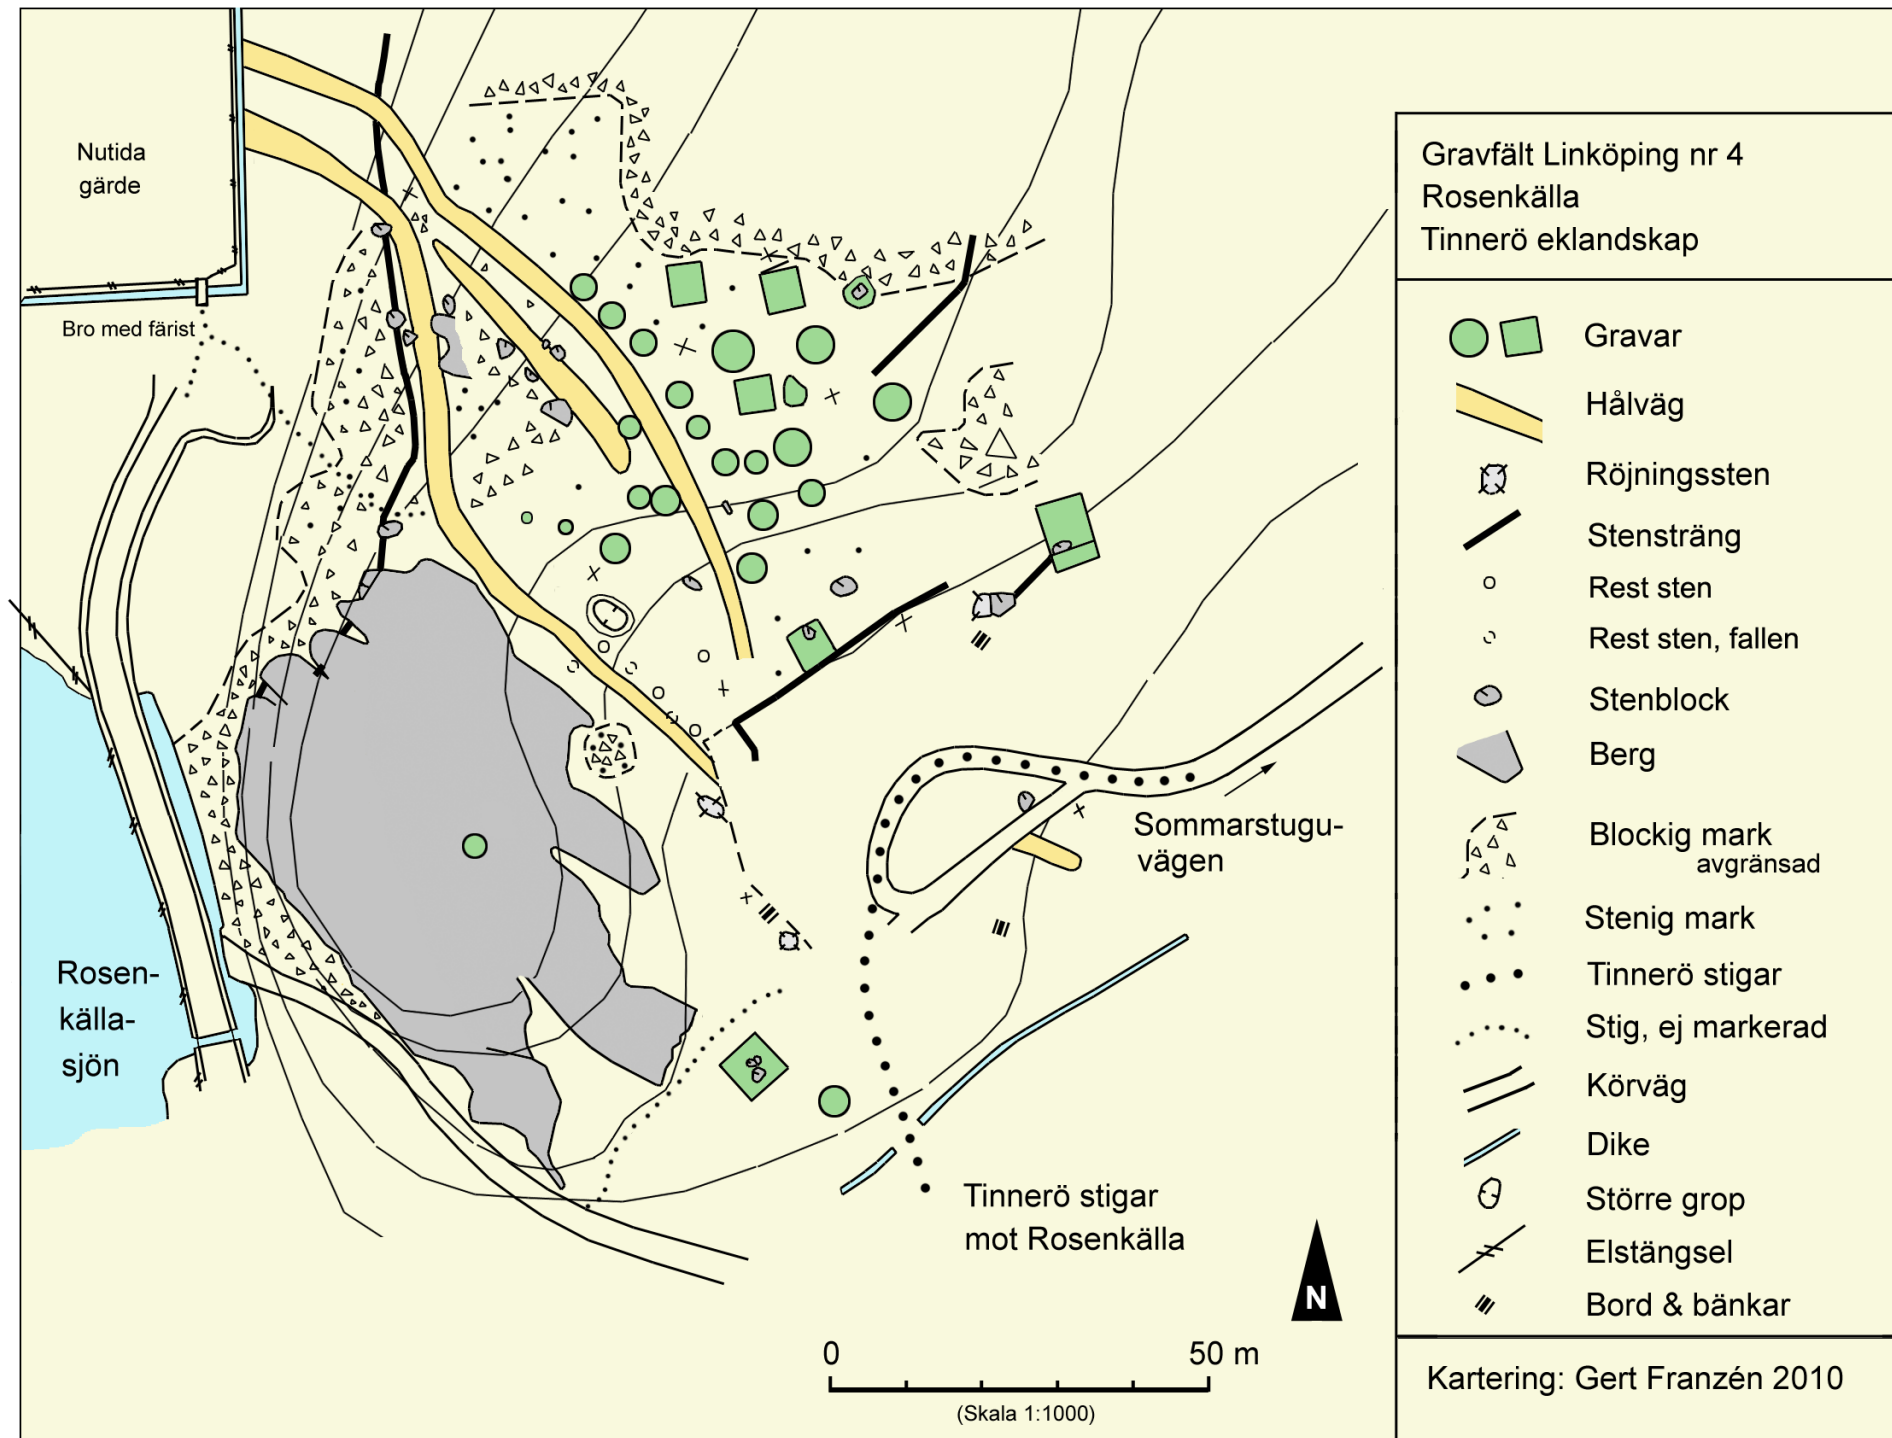 Nutida
gärde
Bro med färist
Rosen-
källa-
sjön
Sommarstugu-
vägen
Tinnerö stigar
mot Rosenkälla
N
0 50 m
(Skala 1:1000)
Gravfält Linköping nr 4
Rosenkälla
Tinnerö eklandskap
Gravar
Hålväg
Röjningssten
Stensträng
Rest sten
Rest sten, fallen
Stenblock
Berg
Blockig mark
avgränsad
Stenig mark
Tinnerö stigar
Stig, ej markerad
Körväg
Dike
Större grop
Elstängsel
Bord & bänkar
Kartering: Gert Franzén 2010